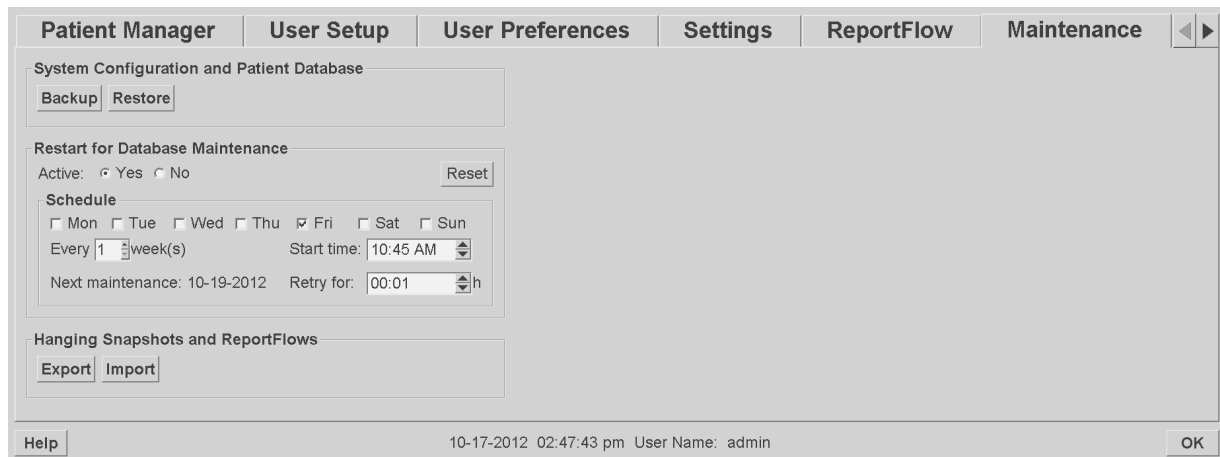 Patient Manager User Setup User Preferences Settings ReportFlow Maintenance
System Configuration and Patient Database
Backup Restore
Restart for Database Maintenance
Active: Yes No Reset
Schedule
Mon Tue Wed Thu Fri Sat Sun
Every 1 week(s) Start time: 10:45 AM
Next maintenance: 10-19-2012 Retry for: 00:01 h
Hanging Snapshots and ReportFlows
Export Import
Help 10-17-2012 02:47:43 pm User Name: admin OK